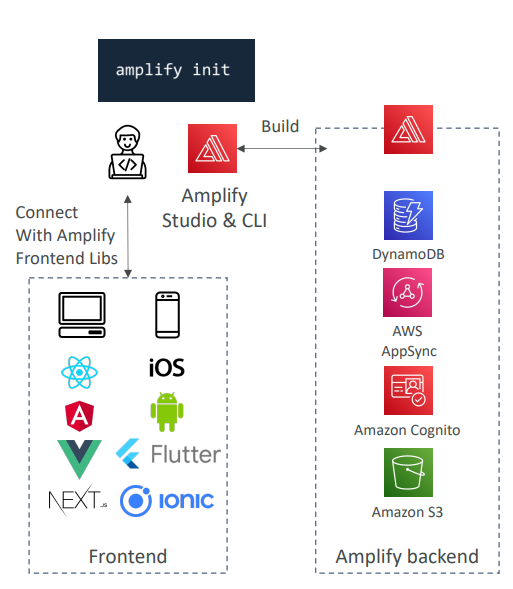 amplify init
Build
Amplify
Studio & CLI
Connect
With Amplify
Frontend Libs
iOS
Flutter
NEXT.JS
ionic
Frontend
DynamoDB
AWS
AppSync
Amazon Cognito
Amazon S3
Amplify backend